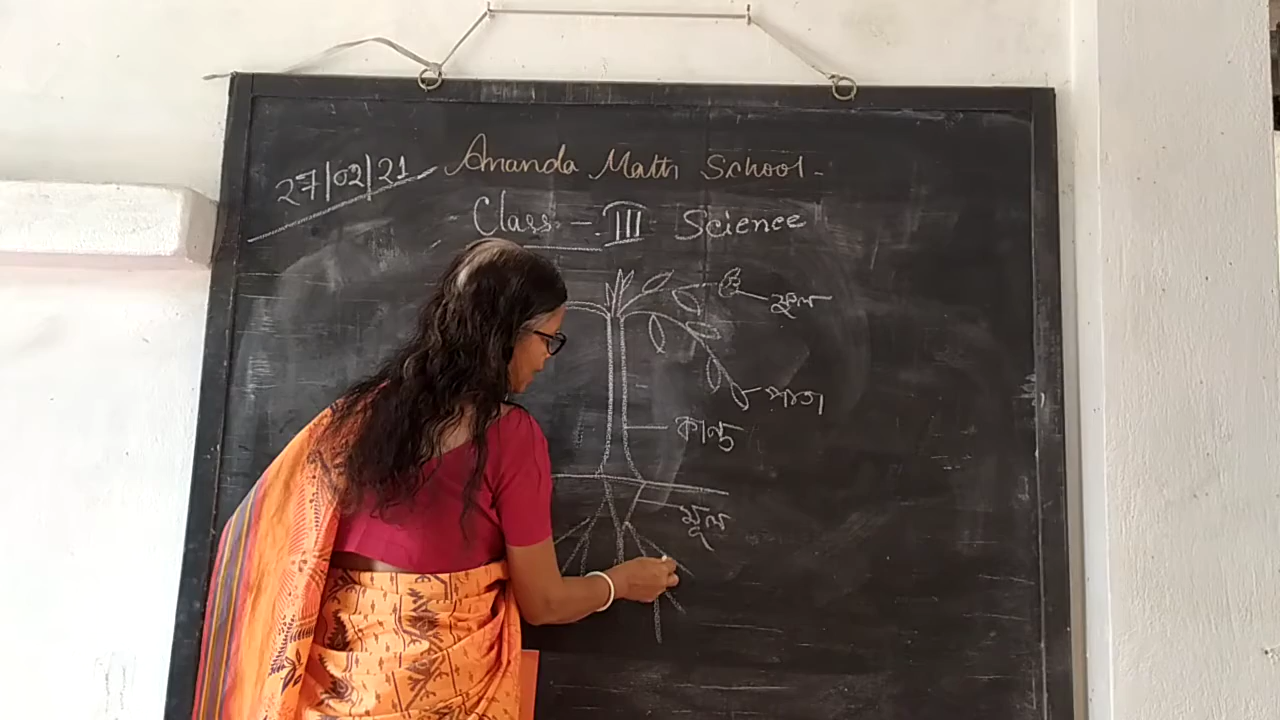 27/02/21
Ananda Math School -
Class - III Science
ফুল
পাতা
কান্ড
মূল